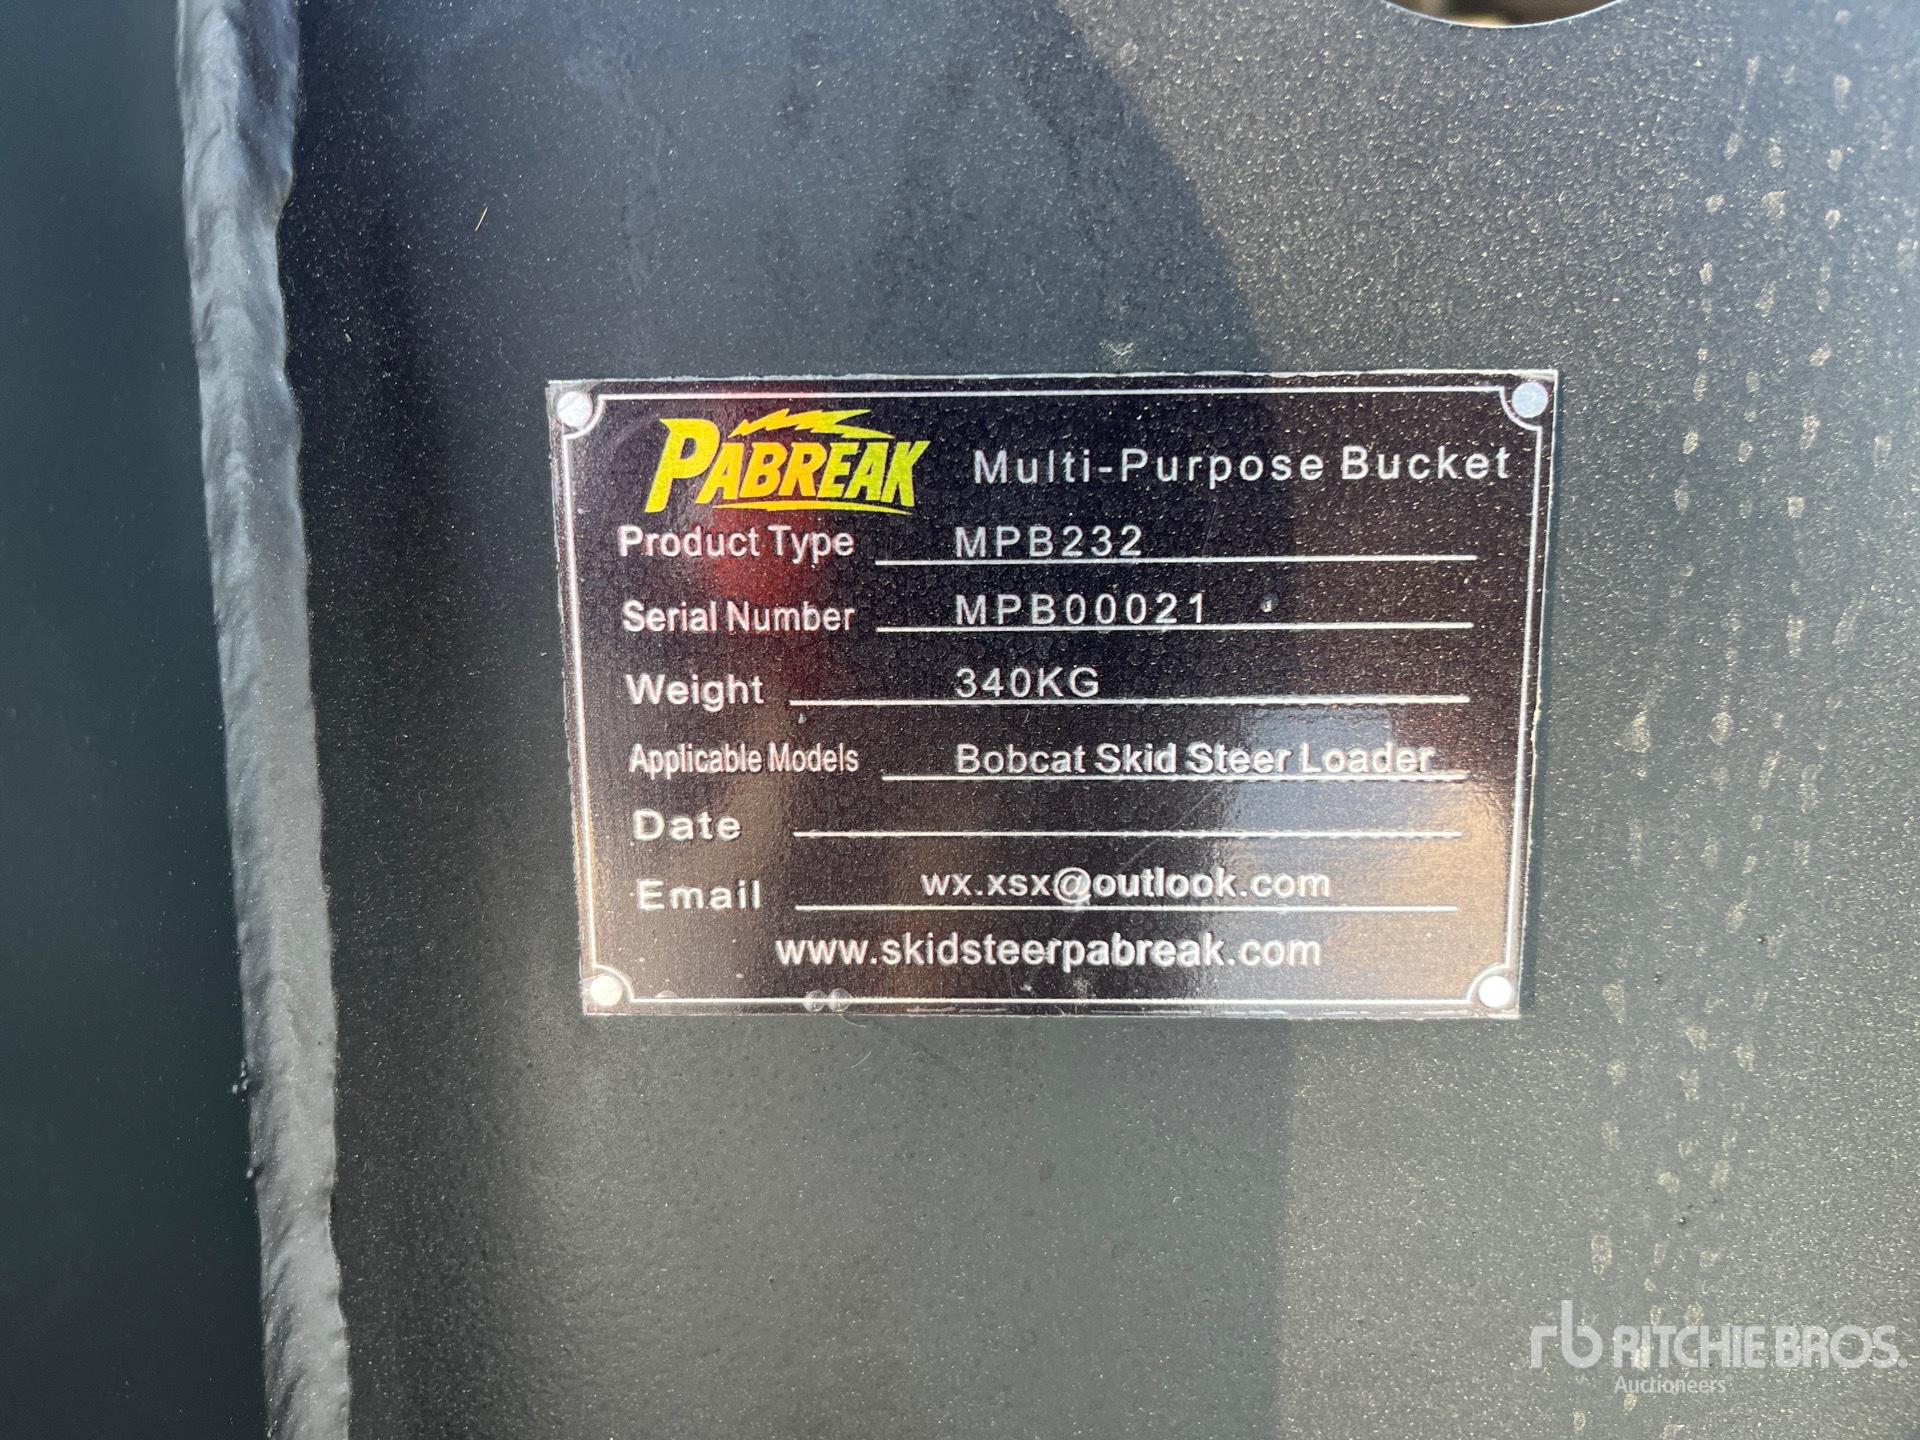 PABREAK Multi-Purpose Bucket
Product Type MPB232
Serial Number MPB00021
Weight 340KG
Applicable Models Bobcat Skid Steer Loader
Date
Email wx.xsx@outlook.com
www.skidsteerpabreak.com
rb RITCHIE BROS.
Auctioneers